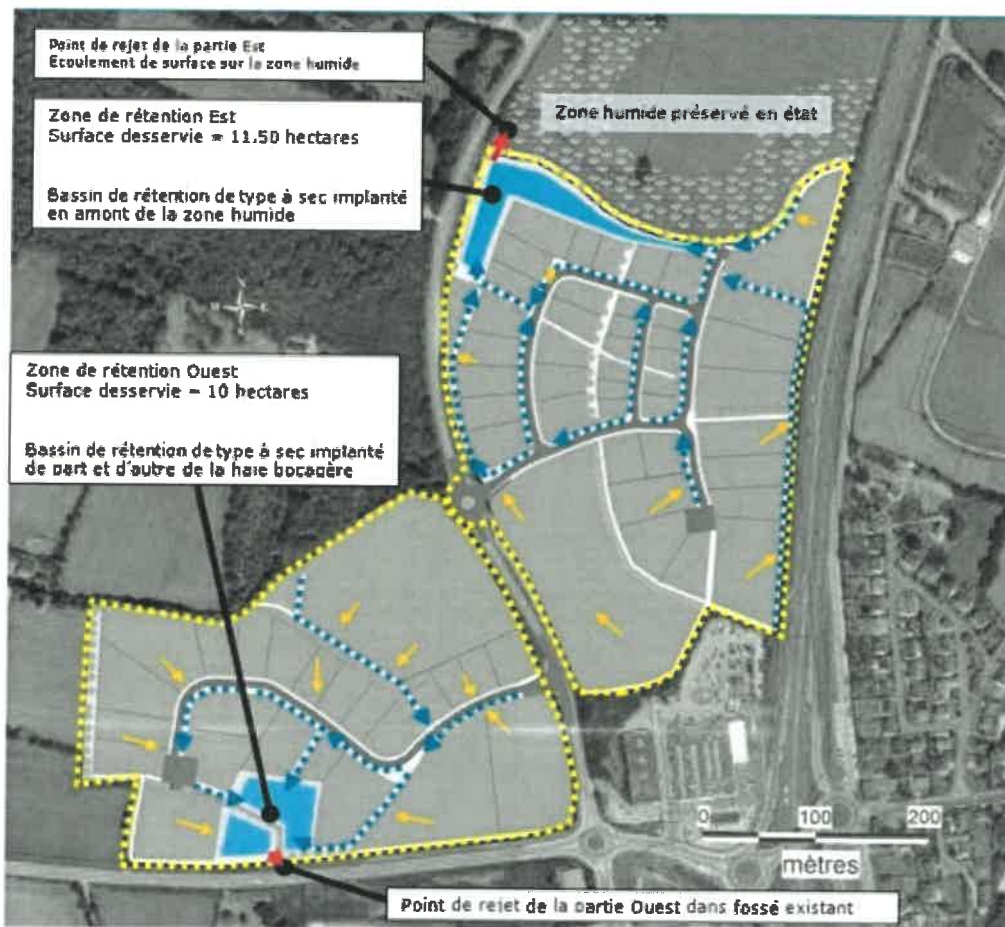 Point de rejet de la partie Est
Ecoulement de surface sur la zone humide
Zone humide préservé en état
Zone de rétention Est
Surface desservie = 11.50 hectares
Bassin de rétention de type à sec implanté
en amont de la zone humide
Zone de rétention Ouest
Surface desservie = 10 hectares
Bassin de rétention de type à sec implanté
de part et d'autre de la haie bocagère
0 100 200
mètres
Point de rejet de la partie Ouest dans fossé existant